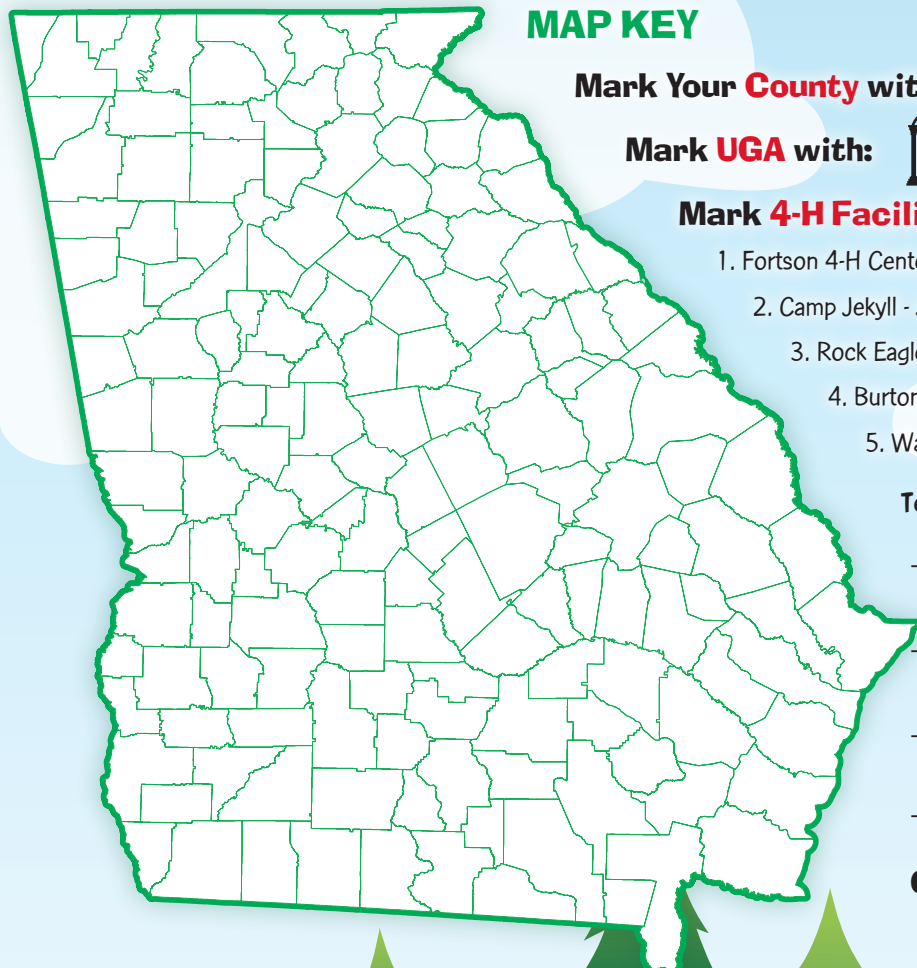 MAP KEY
Mark Your County wit
Mark UGA with:
Mark 4-H Facili
1. Fortson 4-H Cent
2. Camp Jekyll -
3. Rock Eagl
4. Burton
5. Wa